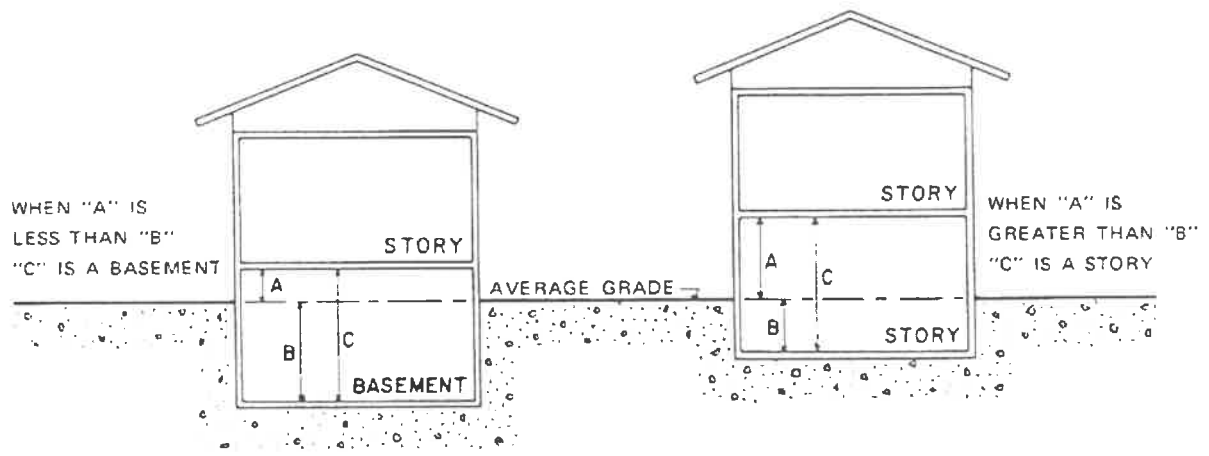 WHEN "A" IS
LESS THAN "B"
"C" IS A BASEMENT
STORY
A
B
C
BASEMENT
AVERAGE GRADE
STORY
A
C
B
STORY
WHEN "A" IS
GREATER THAN "B"
"C" IS A STORY